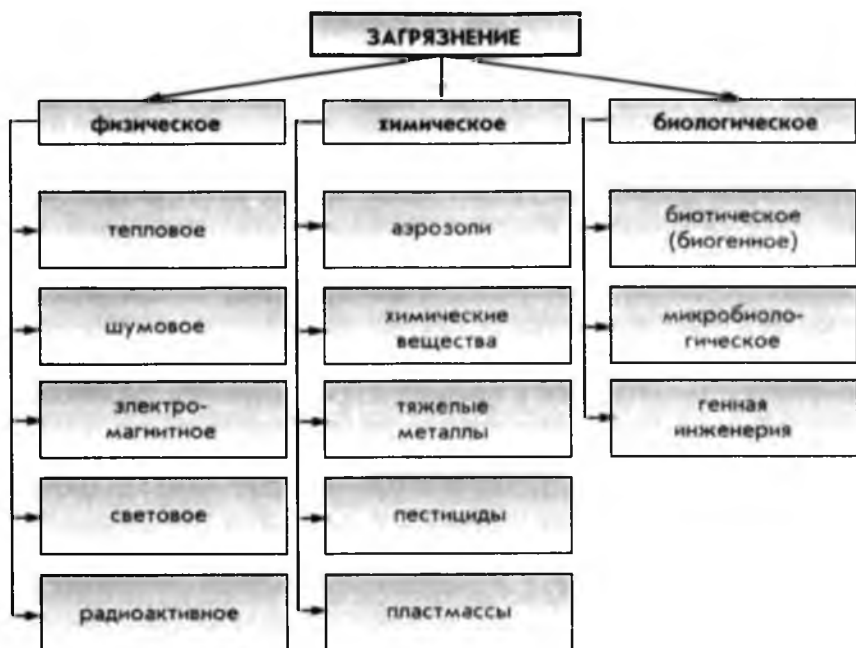 ЗАГРЯЗНЕНИЕ
физическое
химическое
биологическое
тепловое
аэрозоли
биотическое
(биогенное)
шумовое
химические
вещества
микробиоло-
гическое
электро-
магнитное
тяжелые
металлы
генная
инженерия
световое
пестициды
радиоактивное
пластмассы